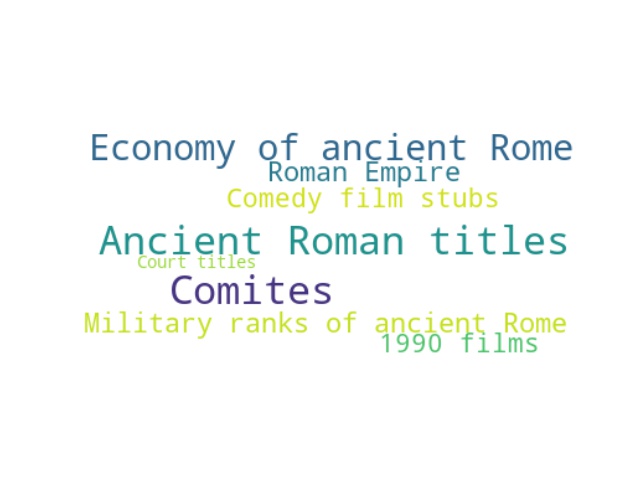 Economy of ancient Rome
Roman Empire
Comedy film stubs
Ancient Roman titles
Court titles
Comites
Military ranks of ancient Rome
1990 films